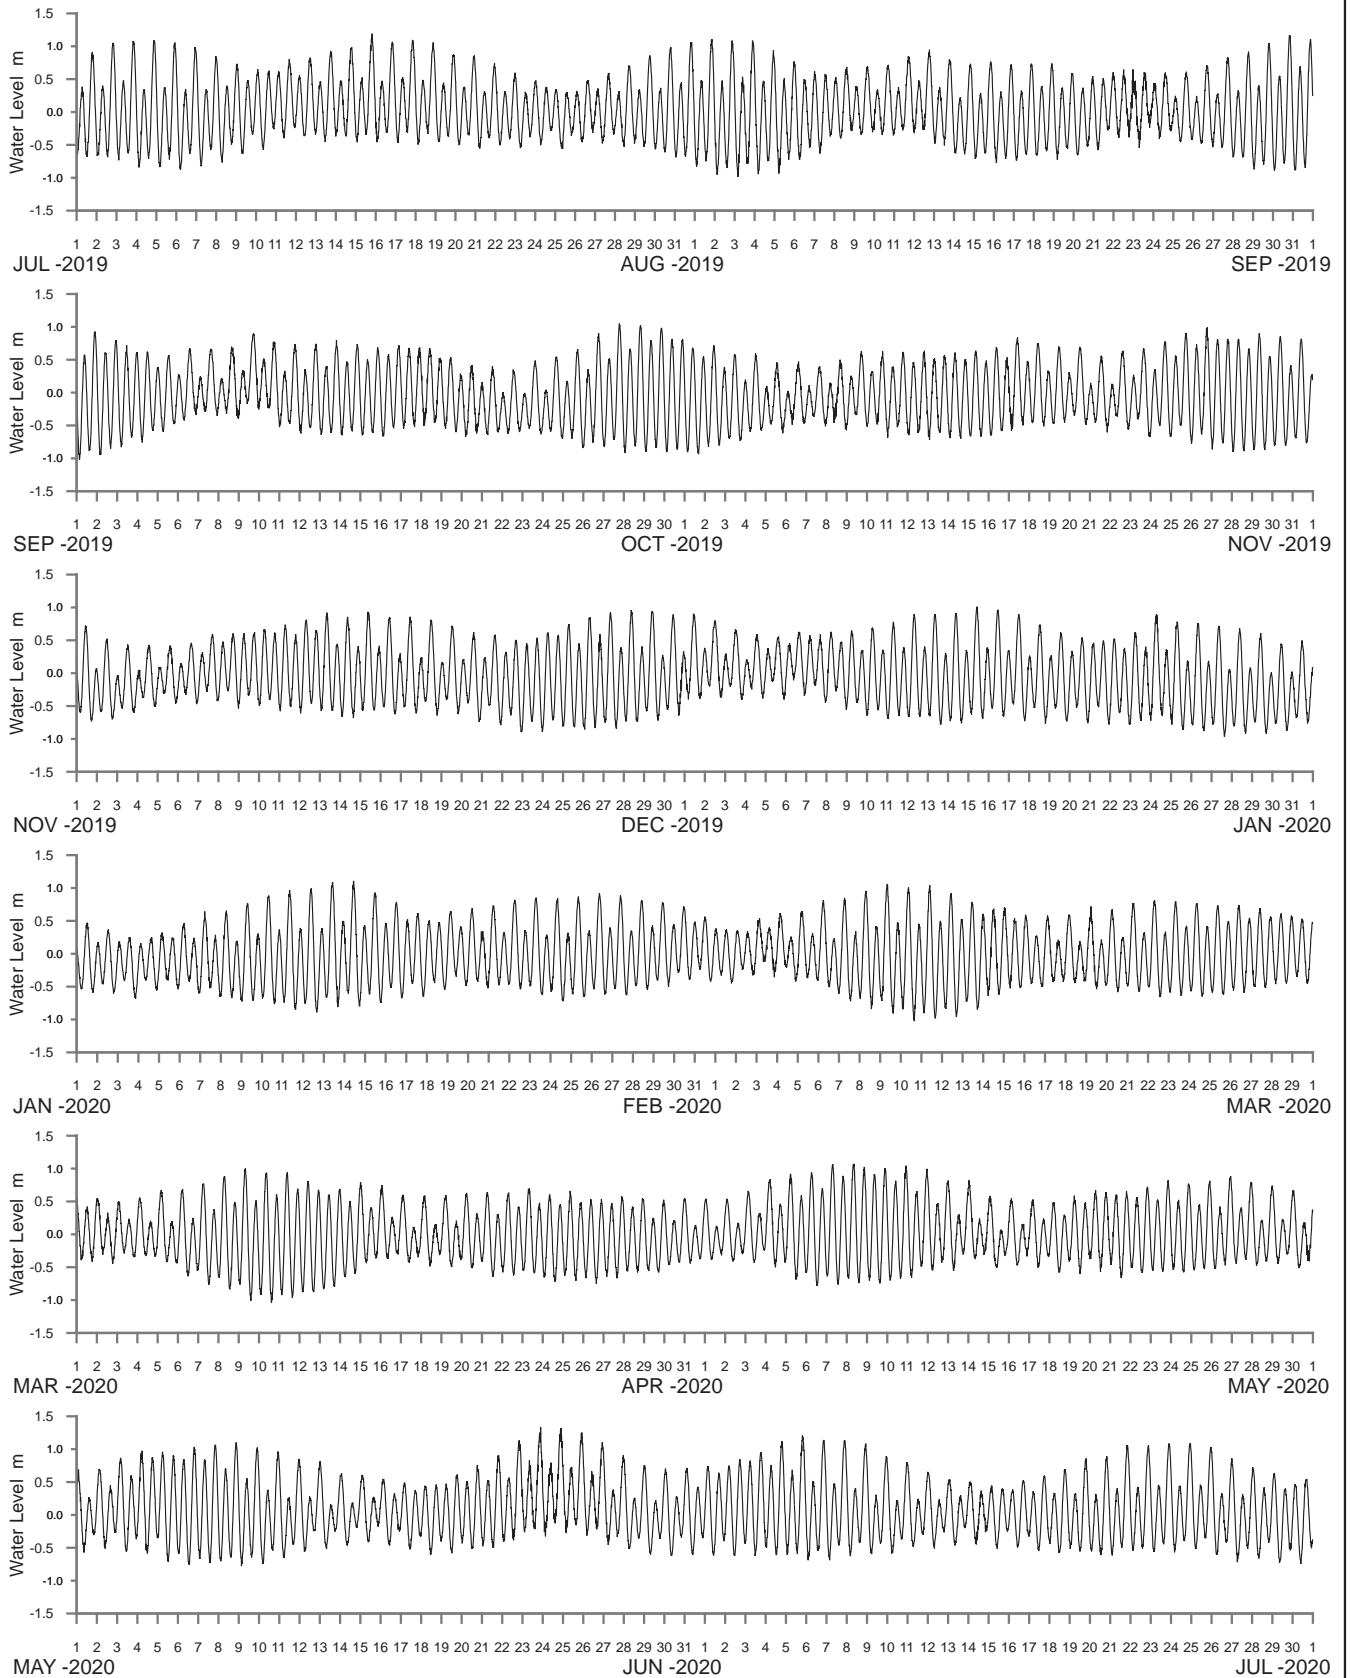 1.5
1.0
0.5
0.0
-0.5
-1.0
-1.5
Water Level m
1 2 3 4 5 6 7 8 9 10 11 12 13 14 15 16 17 18 19 20 21 22 23 24 25 26 27 28 29 30 31 1 2 3 4 5 6 7 8 9 10 11 12 13 14 15 16 17 18 19 20 21 22 23 24 25 26 27 28 29 30 31 1
JUL -2019 AUG -2019 SEP -2019
1.5
1.0
0.5
0.0
-0.5
-1.0
-1.5
Water Level m
1 2 3 4 5 6 7 8 9 10 11 12 13 14 15 16 17 18 19 20 21 22 23 24 25 26 27 28 29 30 1 2 3 4 5 6 7 8 9 10 11 12 13 14 15 16 17 18 19 20 21 22 23 24 25 26 27 28 29 30 31 1
SEP -2019 OCT -2019 NOV -2019
1.5
1.0
0.5
0.0
-0.5
-1.0
-1.5
Water Level m
1 2 3 4 5 6 7 8 9 10 11 12 13 14 15 16 17 18 19 20 21 22 23 24 25 26 27 28 29 30 1 2 3 4 5 6 7 8 9 10 11 12 13 14 15 16 17 18 19 20 21 22 23 24 25 26 27 28 29 30 31 1
NOV -2019 DEC -2019 JAN -2020
1.5
1.0
0.5
0.0
-0.5
-1.0
-1.5
Water Level m
1 2 3 4 5 6 7 8 9 10 11 12 13 14 15 16 17 18 19 20 21 22 23 24 25 26 27 28 29 30 31 1 2 3 4 5 6 7 8 9 10 11 12 13 14 15 16 17 18 19 20 21 22 23 24 25 26 27 28 29 1
JAN -2020 FEB -2020 MAR -2020
1.5
1.0
0.5
0.0
-0.5
-1.0
-1.5
Water Level m
1 2 3 4 5 6 7 8 9 10 11 12 13 14 15 16 17 18 19 20 21 22 23 24 25 26 27 28 29 30 31 1 2 3 4 5 6 7 8 9 10 11 12 13 14 15 16 17 18 19 20 21 22 23 24 25 26 27 28 29 30 1
MAR -2020 APR -2020 MAY -2020
1.5
1.0
0.5
0.0
-0.5
-1.0
-1.5
Water Level m
1 2 3 4 5 6 7 8 9 10 11 12 13 14 15 16 17 18 19 20 21 22 23 24 25 26 27 28 29 30 31 1 2 3 4 5 6 7 8 9 10 11 12 13 14 15 16 17 18 19 20 21 22 23 24 25 26 27 28 29 30 1
MAY -2020 JUN -2020 JUL -2020